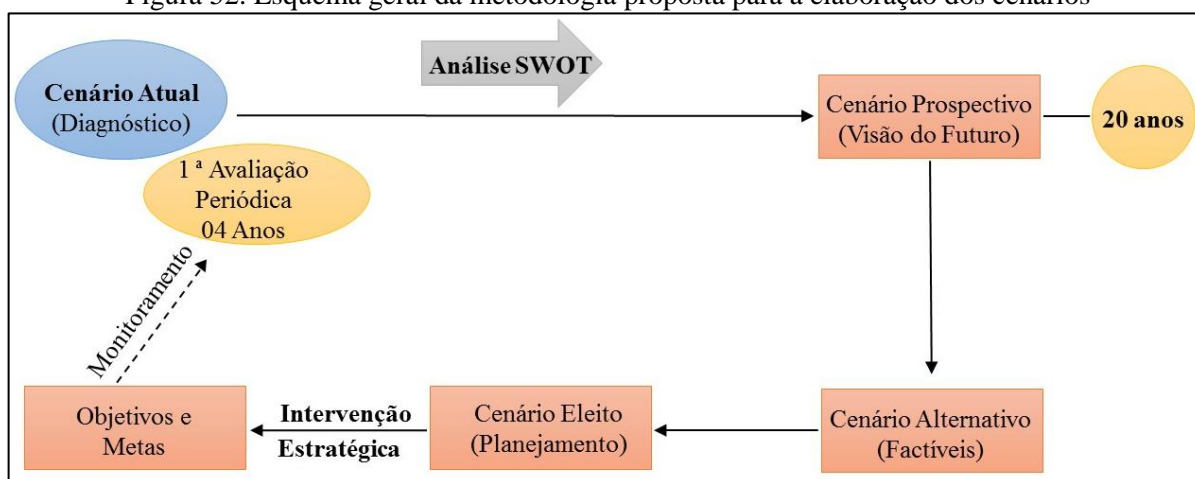 Figura 32. Esquema geral da metodologia proposta para a elaboração dos cenários
Análise SWOT
Cenário Atual
(Diagnóstico)
Cenário Prospectivo
(Visão do Futuro)
20 anos
1 ª Avaliação
Periódica
04 Anos
Monitoramento
Objetivos e
Metas
Intervenção
Estratégica
Cenário Eleito
(Planejamento)
Cenário Alternativo
(Factíveis)